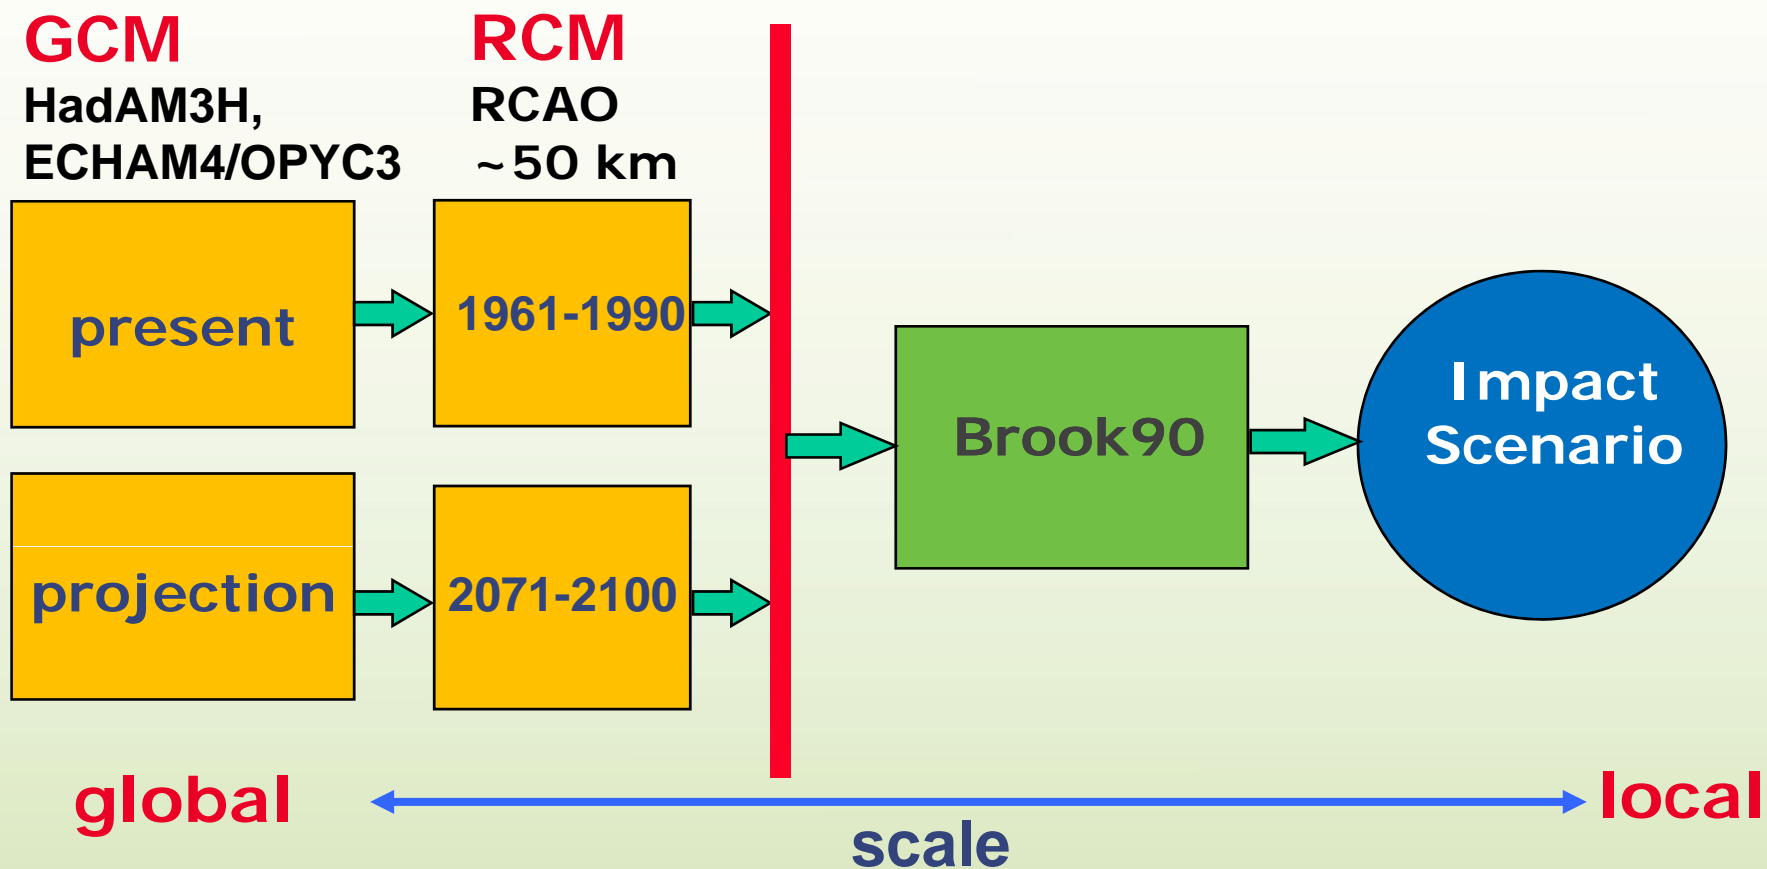 GCM
HadAM3H,
ECHAM4/OPYC3
RCM
RCAO
~50 km
present
1961-1990
projection
2071-2100
Brook90
Impact
Scenario
global
scale
local